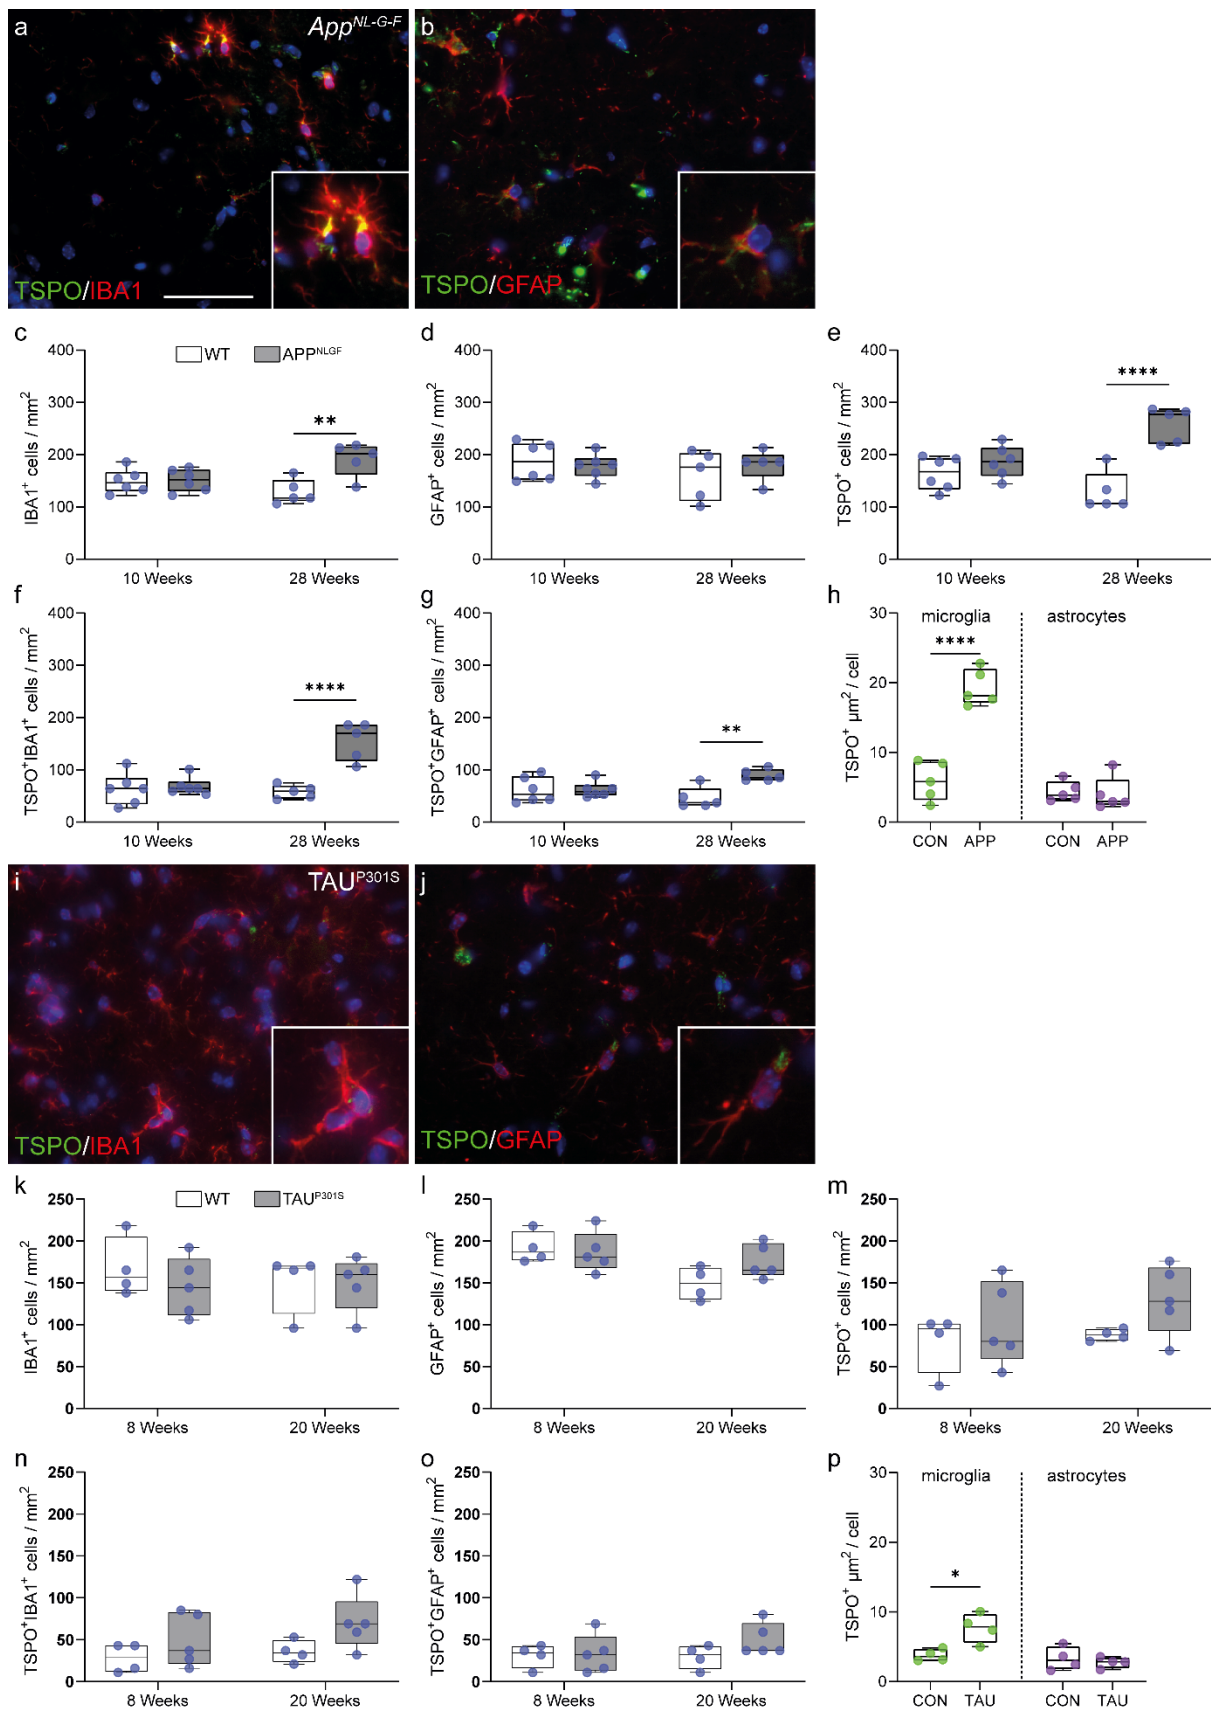 a
App^NL-G-F
b
TSPO/IBA1
TSPO/GFAP
c
WT
APP^NLGF
IBA1⁺ cells / mm²
400
300
200
100
0
**
10 Weeks
28 Weeks
d
GFAP⁺ cells / mm²
400
300
200
100
0
10 Weeks
28 Weeks
e
TSPO⁺ cells / mm²
400
300
200
100
0
****
10 Weeks
28 Weeks
f
TSPO⁺IBA1⁺ cells / mm²
400
300
200
100
0
****
10 Weeks
28 Weeks
g
TSPO⁺GFAP⁺ cells / mm²
400
300
200
100
0
**
10 Weeks
28 Weeks
h
TSPO⁺ µm² / cell
30
20
10
0
microglia
astrocytes
****
CON APP CON APP
i
TAU^P301S
j
TSPO/IBA1
TSPO/GFAP
k
WT
TAU^P301S
IBA1⁺ cells / mm²
250
200
150
100
50
0
8 Weeks
20 Weeks
l
GFAP⁺ cells / mm²
250
200
150
100
50
0
8 Weeks
20 Weeks
m
TSPO⁺ cells / mm²
250
200
150
100
50
0
8 Weeks
20 Weeks
n
TSPO⁺IBA1⁺ cells / mm²
250
200
150
100
50
0
8 Weeks
20 Weeks
o
TSPO⁺GFAP⁺ cells / mm²
250
200
150
100
50
0
8 Weeks
20 Weeks
p
TSPO⁺ µm² / cell
30
20
10
0
microglia
astrocytes
*
CON TAU CON TAU